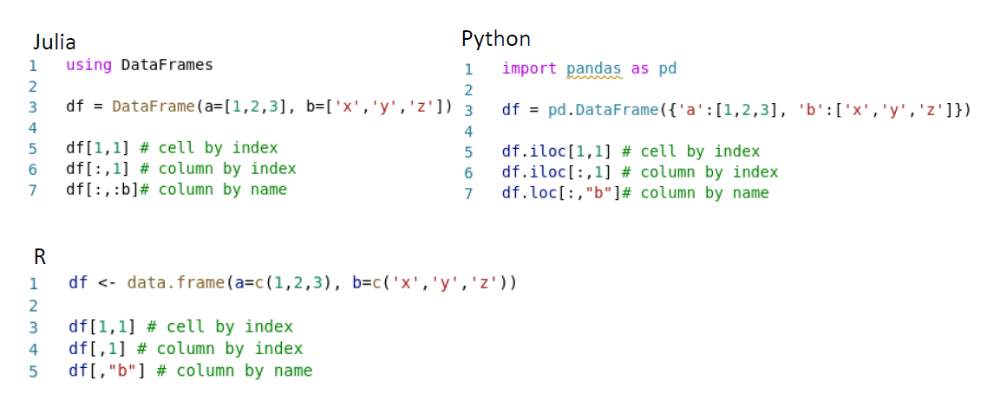 Julia
1 using DataFrames
2
3 df = DataFrame(a=[1,2,3], b=['x','y','z'])
4
5 df[1,1] # cell by index
6 df[:,1] # column by index
7 df[:,:b]# column by name
Python
1 import pandas as pd
2
3 df = pd.DataFrame({'a':[1,2,3], 'b':['x','y','z']})
4
5 df.iloc[1,1] # cell by index
6 df.iloc[:,1] # column by index
7 df.loc[:,"b"]# column by name
R
1 df <- data.frame(a=c(1,2,3), b=c('x','y','z'))
2
3 df[1,1] # cell by index
4 df[,1] # column by index
5 df[,"b"] # column by name